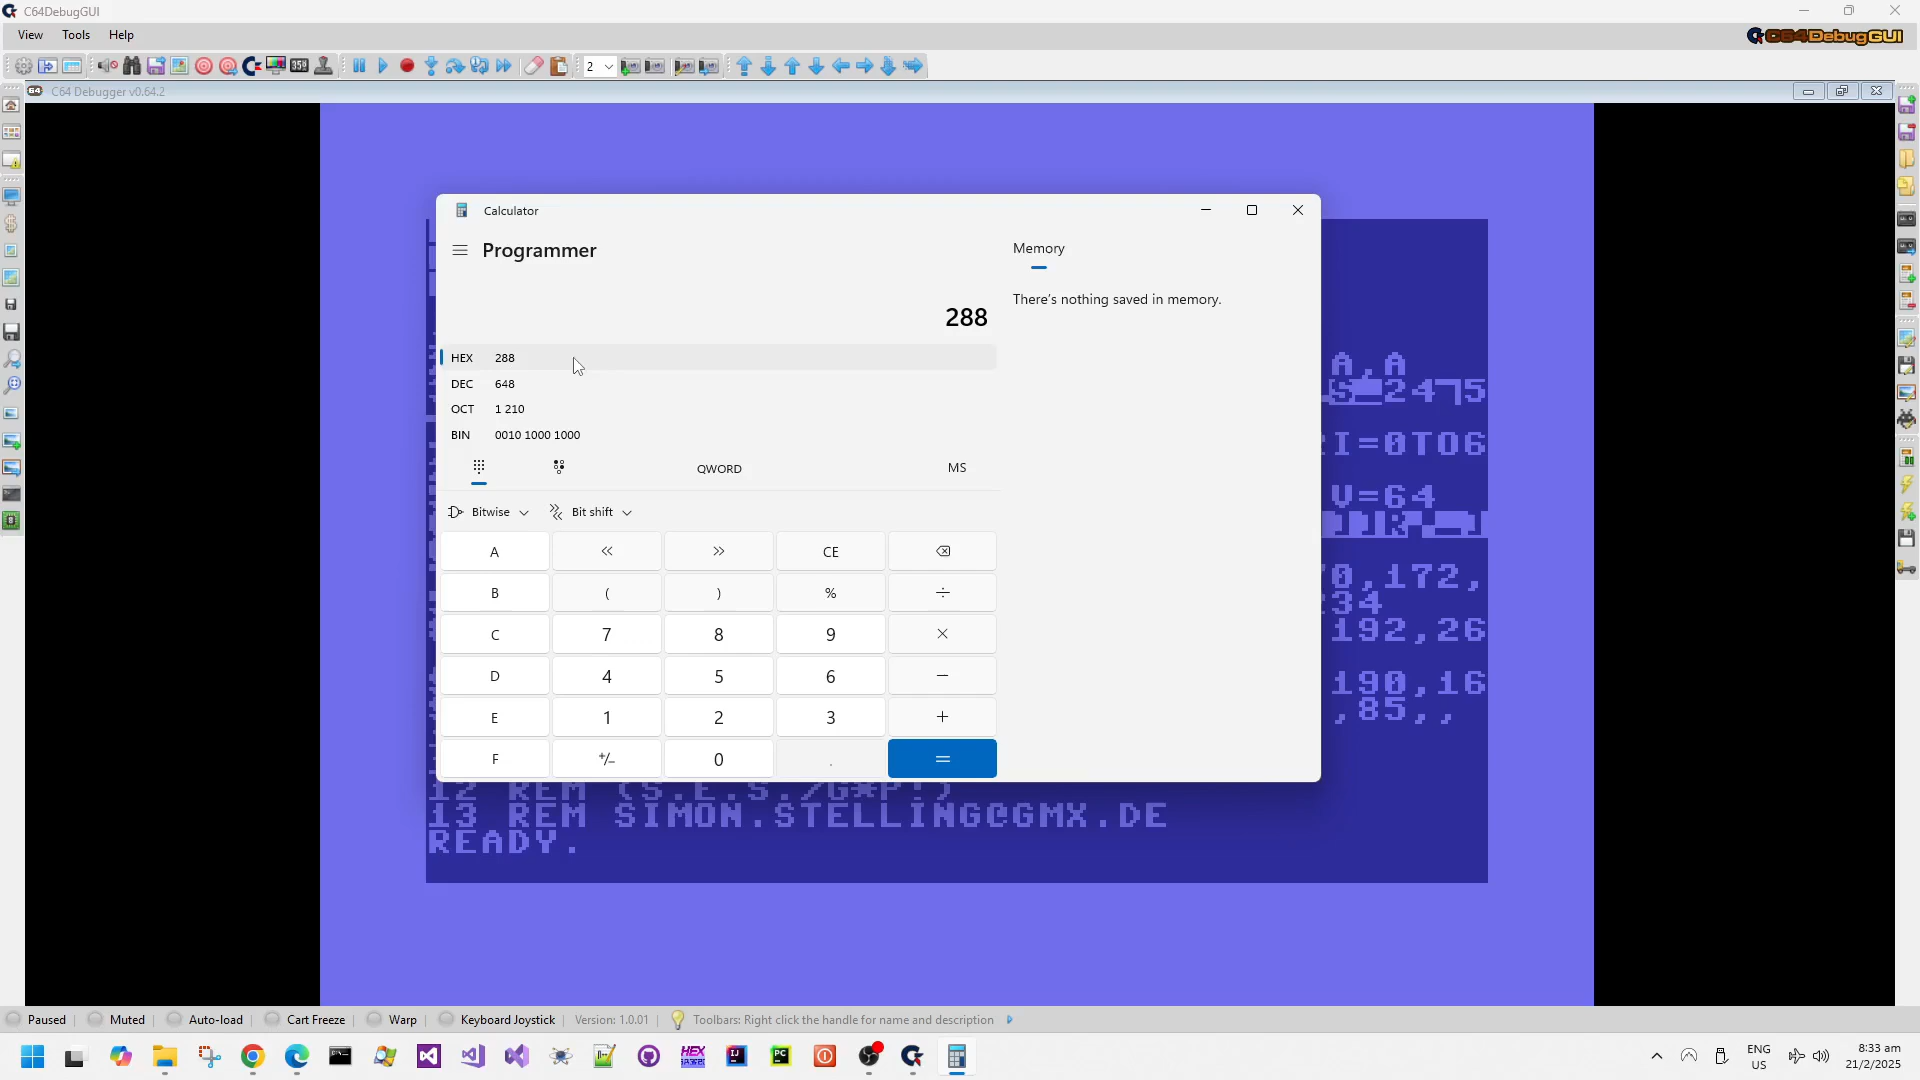 C64DebugGUI
View Tools Help
C64DebugGUI
2
C64 Debugger v0.64.2
Calculator
Programmer
Memory
There's nothing saved in memory.
288
HEX 288
DEC 648
OCT 1 210
BIN 0010 1000 1000
QWORD
MS
Bitwise
Bit shift
A << >> CE
B ( ) % ÷
C 7 8 9 ×
D 4 5 6 −
E 1 2 3 +
F +/− 0 . =
A,A
2475
I=0TO6
V=64
0,172,
34
192,26
190,16
,85,,
12 REM (S.E.S./G*P!)
13 REM SIMON.STELLING@GMX.DE
READY.
Paused Muted Auto-load Cart Freeze Warp Keyboard Joystick Version: 1.0.01 Toolbars: Right click the handle for name and description
ENG
US
8:33 am
21/2/2025